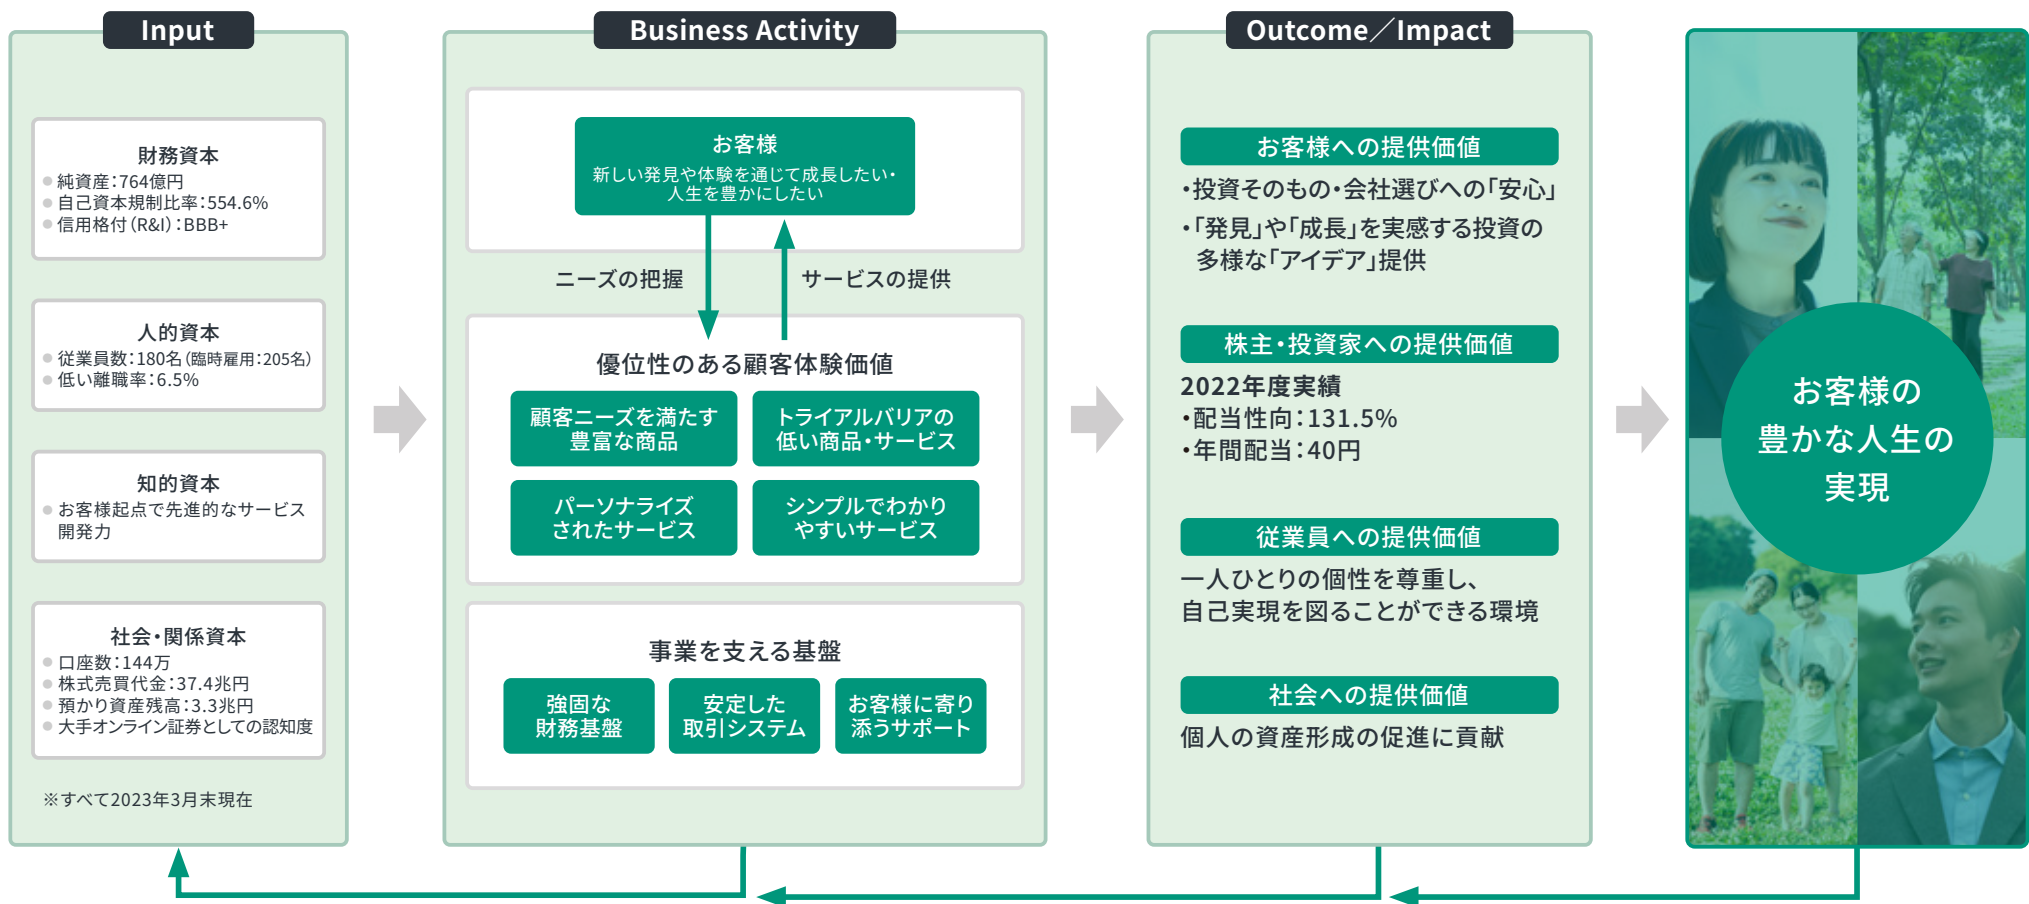 Input
財務資本
純資産：764億円
自己資本規制比率：554.6%
信用格付（R&I）：BBB+
人的資本
従業員数：180名（臨時雇用：205名）
低い離職率：6.5%
知的資本
お客様起点で先進的なサービス
開発力
社会・関係資本
口座数：144万
株式売買代金：37.4兆円
預かり資産残高：3.3兆円
大手オンライン証券としての認知度
※すべて2023年3月末現在
Business Activity
お客様
新しい発見や体験を通じて成長したい・
人生を豊かにしたい
ニーズの把握
サービスの提供
優位性のある顧客体験価値
顧客ニーズを満たす
豊富な商品
トライアルバリアの
低い商品・サービス
パーソナライズ
されたサービス
シンプルでわかり
やすいサービス
事業を支える基盤
強固な
財務基盤
安定した
取引システム
お客様に寄り
添うサポート
Outcome／Impact
お客様への提供価値
・投資そのもの・会社選びへの「安心」
・「発見」や「成長」を実感する投資の
多様な「アイデア」提供
株主・投資家への提供価値
2022年度実績
・配当性向：131.5%
・年間配当：40円
従業員への提供価値
一人ひとりの個性を尊重し、
自己実現を図ることができる環境
社会への提供価値
個人の資産形成の促進に貢献
お客様の
豊かな人生の
実現